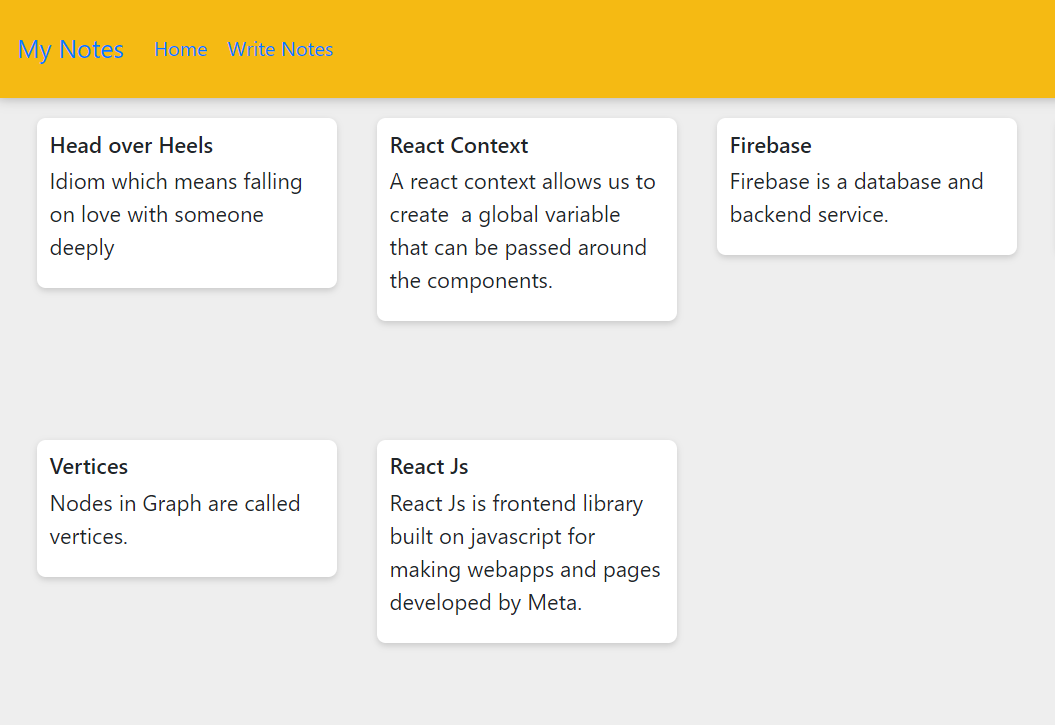 My Notes Home Write Notes
Head over Heels
Idiom which means falling
on love with someone
deeply
React Context
A react context allows us to
create  a global variable
that can be passed around
the components.
Firebase
Firebase is a database and
backend service.
Vertices
Nodes in Graph are called
vertices.
React Js
React Js is frontend library
built on javascript for
making webapps and pages
developed by Meta.